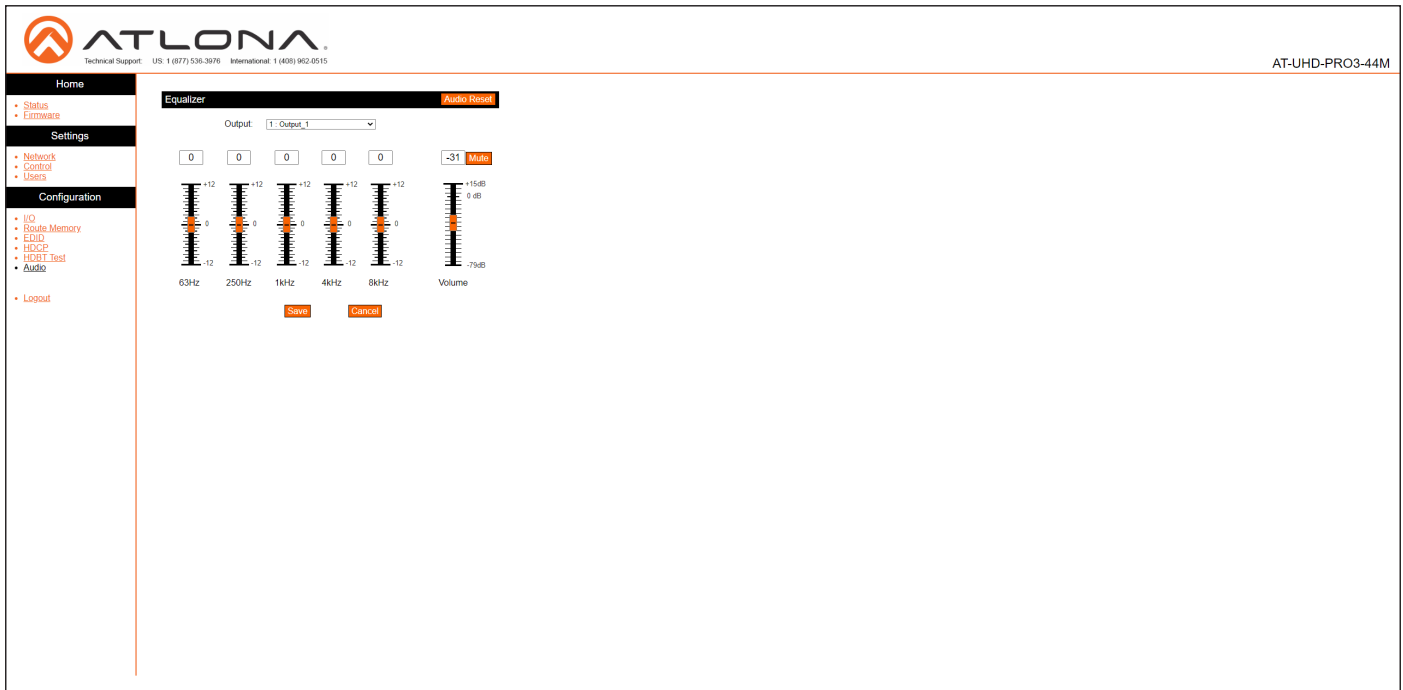 ATLONA.
Technical Support: US: 1 (877) 536-3976 International: 1 (408) 962-0515
AT-UHD-PRO3-44M
Home
Status
Firmware
Settings
Network
Control
Users
Configuration
I/O
Route Memory
EDID
HDCP
HDBT Test
Audio
Logout
Equalizer Audio Reset
Output: 1 : Output_1
0 0 0 0 0 -31 Mute
+12 +12 +12 +12 +12 +15dB
0 dB
0 0 0 0 0
-12 -12 -12 -12 -12 -79dB
63Hz 250Hz 1kHz 4kHz 8kHz Volume
Save Cancel